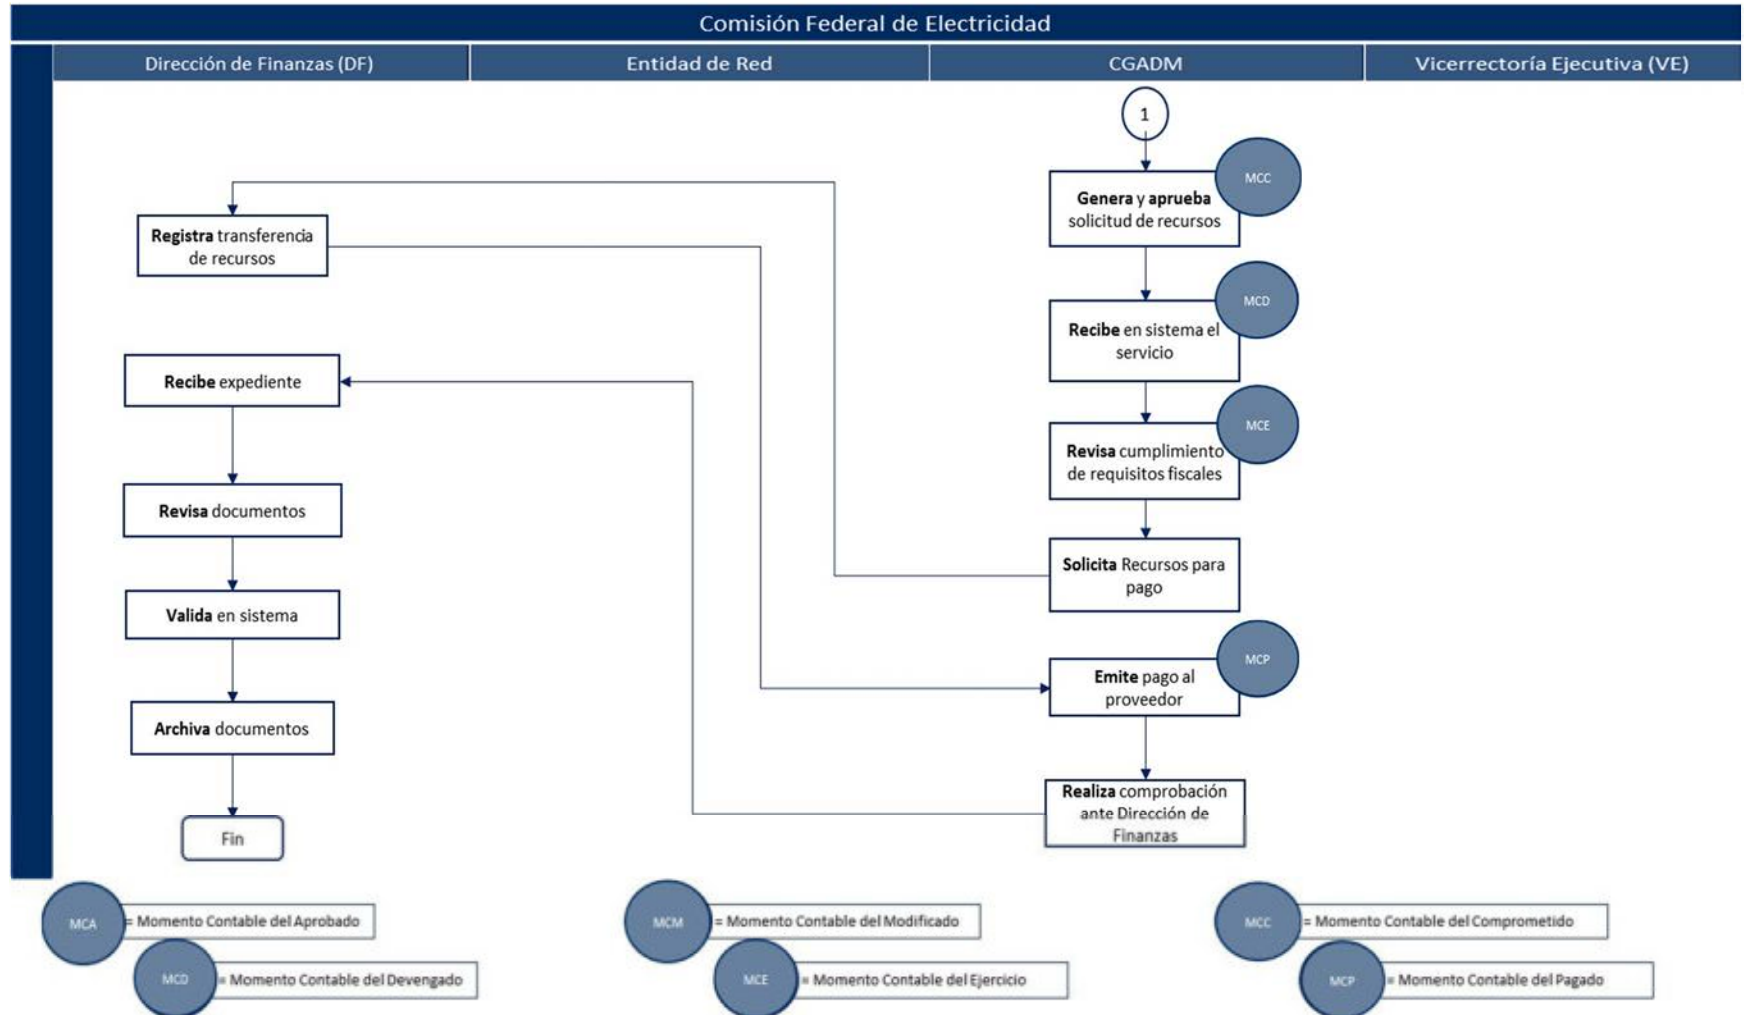 Comisión Federal de Electricidad
Dirección de Finanzas (DF)
Entidad de Red
CGADM
Vicerrectoría Ejecutiva (VE)
1
MCC
Genera y aprueba
solicitud de recursos
Registra transferencia
de recursos
MCD
Recibe en sistema el
servicio
Recibe expediente
MCE
Revisa cumplimiento
de requisitos fiscales
Revisa documentos
Solicita Recursos para
pago
Valida en sistema
MCP
Emite pago al
proveedor
Archiva documentos
Realiza comprobación
ante Dirección de
Finanzas
Fin
MCA
= Momento Contable del Aprobado
MCM
= Momento Contable del Modificado
MCC
= Momento Contable del Comprometido
MCD
= Momento Contable del Devengado
MCE
= Momento Contable del Ejercicio
MCP
= Momento Contable del Pagado